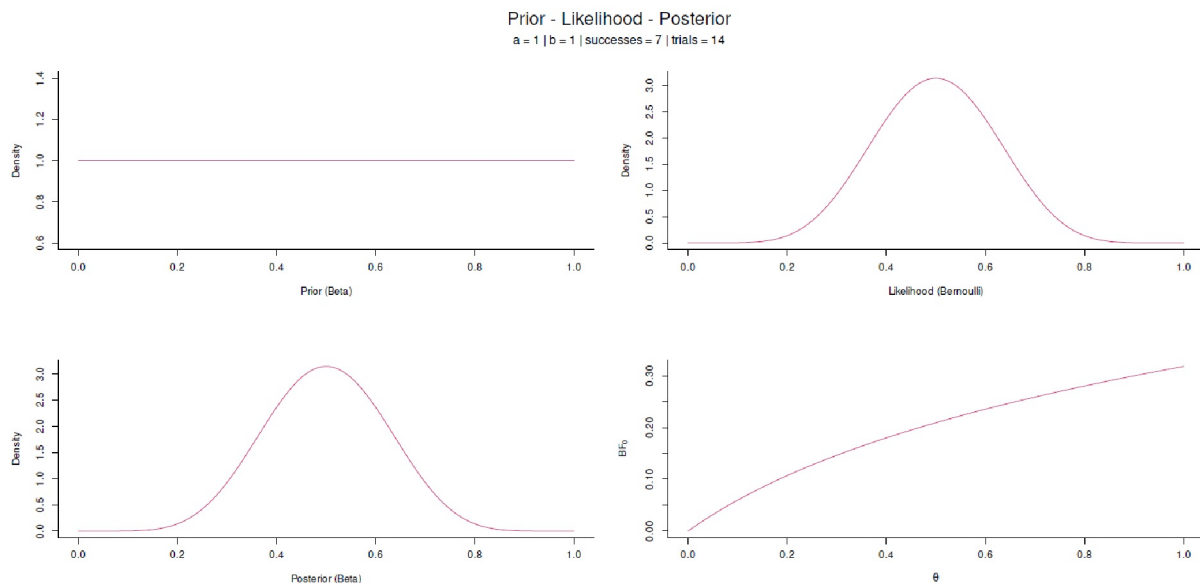 Prior - Likelihood - Posterior
a = 1 | b = 1 | successes = 7 | trials = 14
Density
0.6 0.8 1.0 1.2 1.4
0.0 0.2 0.4 0.6 0.8 1.0
Prior (Beta)
Density
0.0 0.5 1.0 1.5 2.0 2.5 3.0
0.0 0.2 0.4 0.6 0.8 1.0
Likelihood (Bernoulli)
Density
0.0 0.5 1.0 1.5 2.0 2.5 3.0
0.0 0.2 0.4 0.6 0.8 1.0
Posterior (Beta)
BF₀
0.00 0.10 0.20 0.30
0.0 0.2 0.4 0.6 0.8 1.0
θ